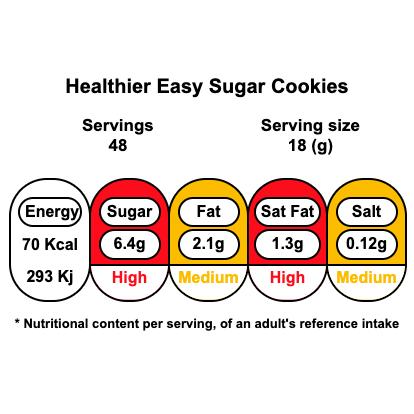 Healthier Easy Sugar Cookies
Servings
48
Serving size
18 (g)
Energy
70 Kcal
293 Kj
Sugar
6.4g
High
Fat
2.1g
Medium
Sat Fat
1.3g
High
Salt
0.12g
Medium
* Nutritional content per serving, of an adult's reference intake